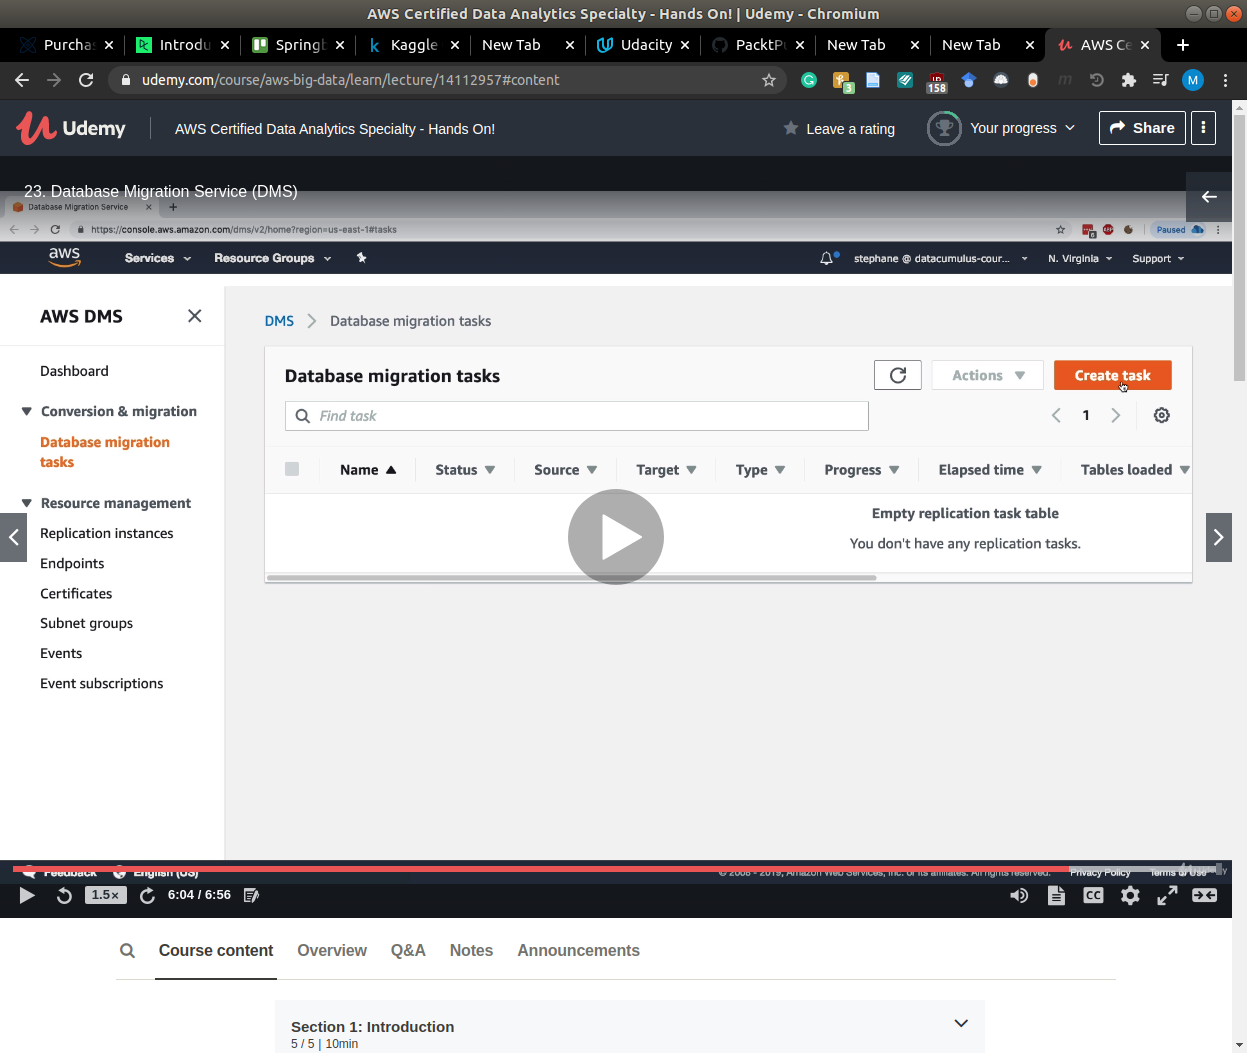 AWS Certified Data Analytics Specialty - Hands On! | Udemy - Chromium
Purchas Introdu Springb Kaggle New Tab Udacity PacktPu New Tab New Tab AWS Ce
udemy.com/course/aws-big-data/learn/lecture/14112957#content
3
158
M
Udemy
AWS Certified Data Analytics Specialty - Hands On!
Leave a rating
Your progress
Share
23. Database Migration Service (DMS)
Database Migration Service
https://console.aws.amazon.com/dms/v2/home?region=us-east-1#tasks
Paused
aws
Services
Resource Groups
stephane @ datacumulus-cour...
N. Virginia
Support
AWS DMS
Dashboard
Conversion & migration
Database migration
tasks
Resource management
Replication instances
Endpoints
Certificates
Subnet groups
Events
Event subscriptions
DMS
Database migration tasks
Database migration tasks
Actions
Create task
Find task
1
Name Status Source Target Type Progress Elapsed time Tables loaded
Empty replication task table
You don't have any replication tasks.
Feedback English (US)
© 2008 - 2019, Amazon Web Services, Inc. or its affiliates. All rights reserved. Privacy Policy Terms of Use
1.5×
6:04 / 6:56
CC
Course content
Overview
Q&A
Notes
Announcements
Section 1: Introduction
5 / 5 | 10min